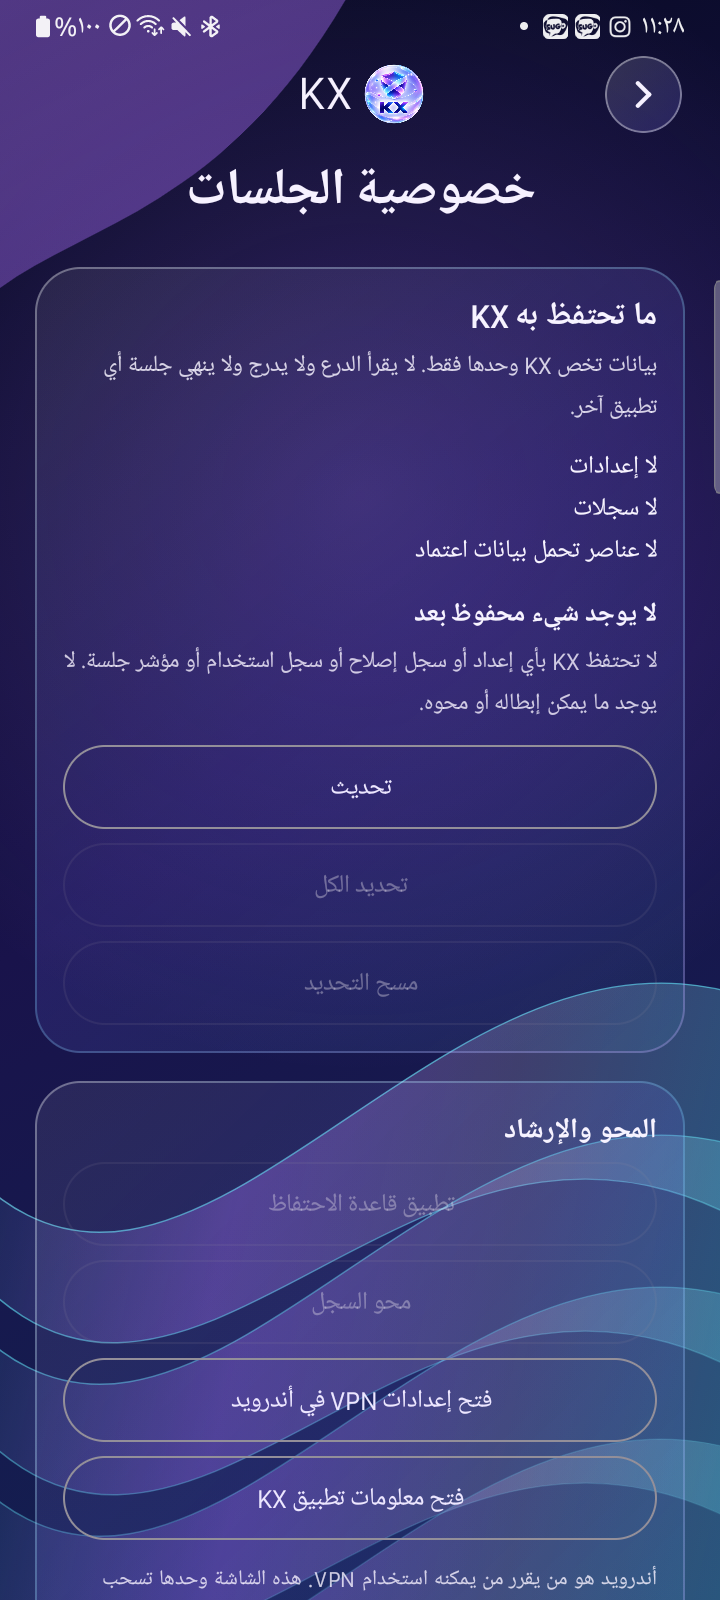 ١١:٢٨
%١٠٠
KX
KX
خصوصية الجلسات
ما تحتفظ به KX
بيانات تخص KX وحدها فقط. لا يقرأ الدرع ولا يدرج ولا ينهي جلسة أي
تطبيق آخر.
لا إعدادات
لا سجلات
لا عناصر تحمل بيانات اعتماد
لا يوجد شيء محفوظ بعد
لا تحتفظ KX بأي إعداد أو سجل إصلاح أو سجل استخدام أو مؤشر جلسة. لا
يوجد ما يمكن إبطاله أو محوه.
تحديث
تحديد الكل
مسح التحديد
المحو والإرشاد
تطبيق قاعدة الاحتفاظ
محو السجل
فتح إعدادات VPN في أندرويد
فتح معلومات تطبيق KX
أندرويد هو من يقرر من يمكنه استخدام VPN. هذه الشاشة وحدها تسحب